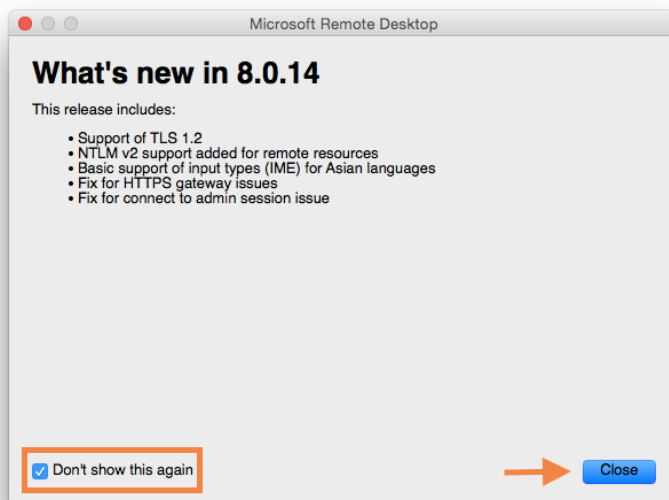 Microsoft Remote Desktop
What's new in 8.0.14
This release includes:
• Support of TLS 1.2
• NTLM v2 support added for remote resources
• Basic support of input types (IME) for Asian languages
• Fix for HTTPS gateway issues
• Fix for connect to admin session issue
Don't show this again
Close